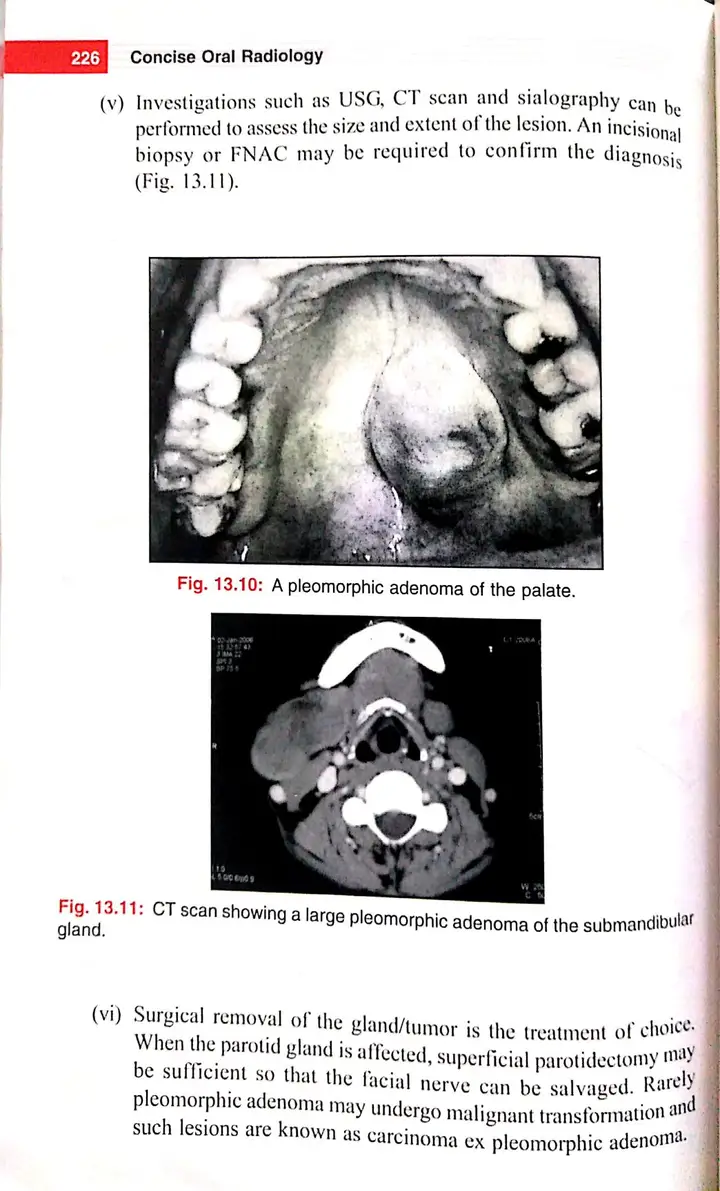 226 Concise Oral Radiology
(v) Investigations such as USG, CT scan and sialography can be
performed to assess the size and extent of the lesion. An incisional
biopsy or FNAC may be required to confirm the diagnosis
(Fig. 13.11).
Fig. 13.10: A pleomorphic adenoma of the palate.
R
Fig. 13.11: CT scan showing a large pleomorphic adenoma of the submandibular
gland.
(vi) Surgical removal of the gland/tumor is the treatment of choice.
When the parotid gland is affected, superficial parotidectomy may
be sufficient so that the facial nerve can be salvaged. Rarely
pleomorphic adenoma may undergo malignant transformation and
such lesions are known as carcinoma ex pleomorphic adenoma.